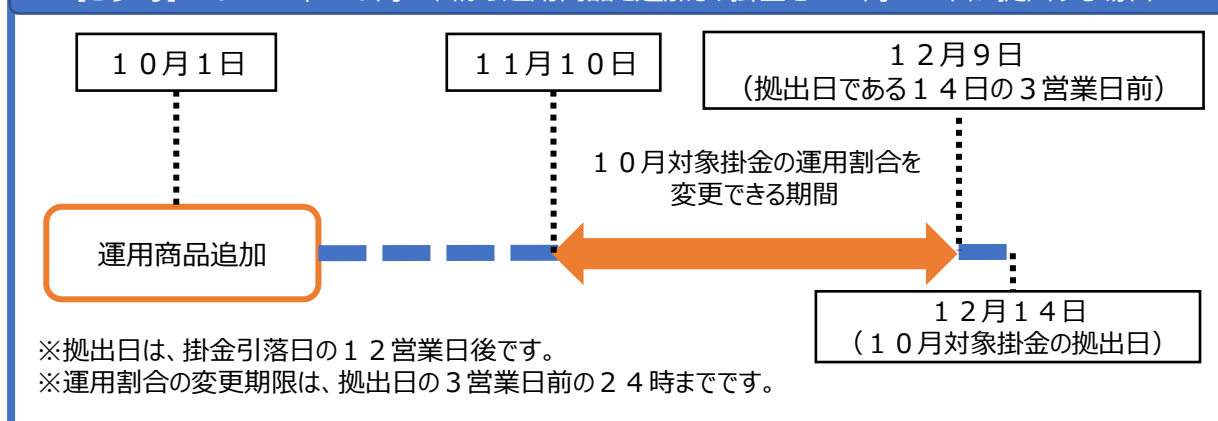 １０月１日
１１月１０日
１２月９日
（拠出日である１４日の３営業日前）
１０月対象掛金の運用割合を
変更できる期間
運用商品追加
１２月１４日
（１０月対象掛金の拠出日）
※拠出日は、掛金引落日の１２営業日後です。
※運用割合の変更期限は、拠出日の３営業日前の２４時までです。